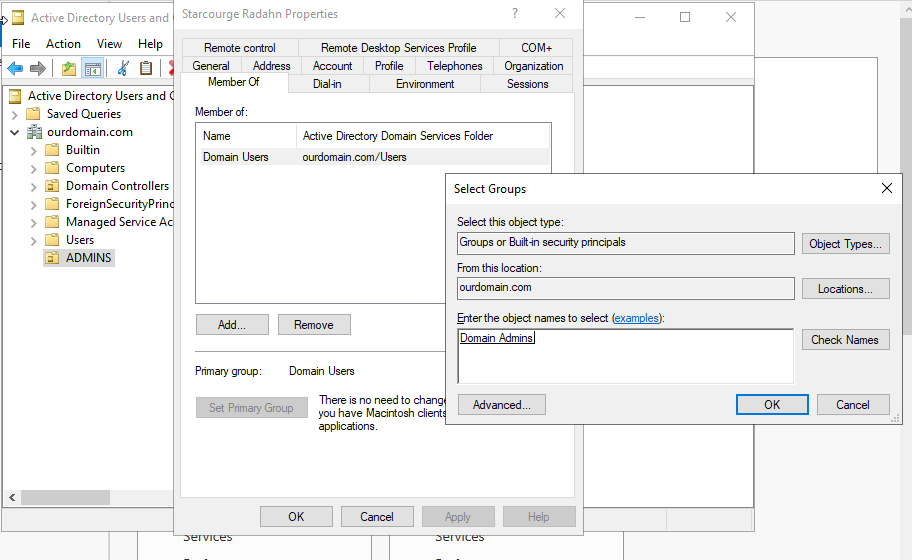 Active Directory Users and C
File Action View Help
Active Directory Users and C
Saved Queries
ourdomain.com
Builtin
Computers
Domain Controllers
ForeignSecurityPrinc
Managed Service Ac
Users
ADMINS
Starcourge Radahn Properties
Remote control Remote Desktop Services Profile COM+
General Address Account Profile Telephones Organization
Member Of Dial-in Environment Sessions
Member of:
Name Active Directory Domain Services Folder
Domain Users ourdomain.com/Users
Add... Remove
Primary group: Domain Users
Set Primary Group
There is no need to change
you have Macintosh clients
applications.
OK Cancel Apply Help
Select Groups
Select this object type:
Groups or Built-in security principals Object Types...
From this location:
ourdomain.com Locations...
Enter the object names to select (examples):
Domain Admins Check Names
Advanced... OK Cancel
Services Services